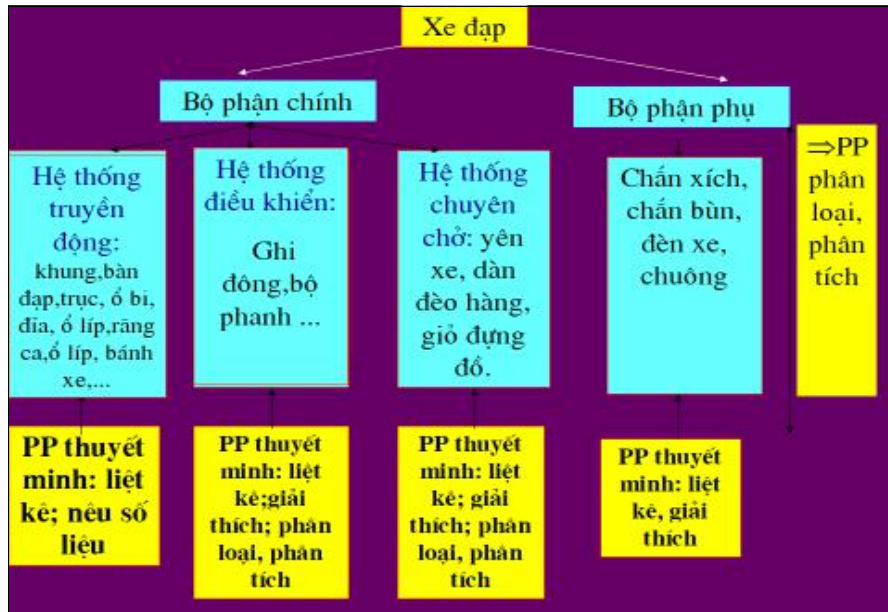 Xe đạp
Bộ phận chính
Bộ phận phụ
Hệ thống
truyền
động:
khung,bàn
đạp,trục, ổ bi,
đĩa, ổ líp,răng
ca,ổ líp, bánh
xe,...
Hệ thống
điều khiển:
Ghi
đông,bộ
phanh ...
Hệ thống
chuyên
chở: yên
xe, dàn
đèo hàng,
giỏ đựng
đồ.
Chắn xích,
chắn bùn,
đèn xe,
chuông
⇒PP
phân
loại,
phân
tích
PP thuyết
minh: liệt
kê; nêu số
liệu
PP thuyết
minh: liệt
kê;giải
thích; phân
loại, phân
tích
PP thuyết
minh: liệt
kê; giải
thích; phân
loại, phân
tích
PP thuyết
minh: liệt
kê, giải
thích